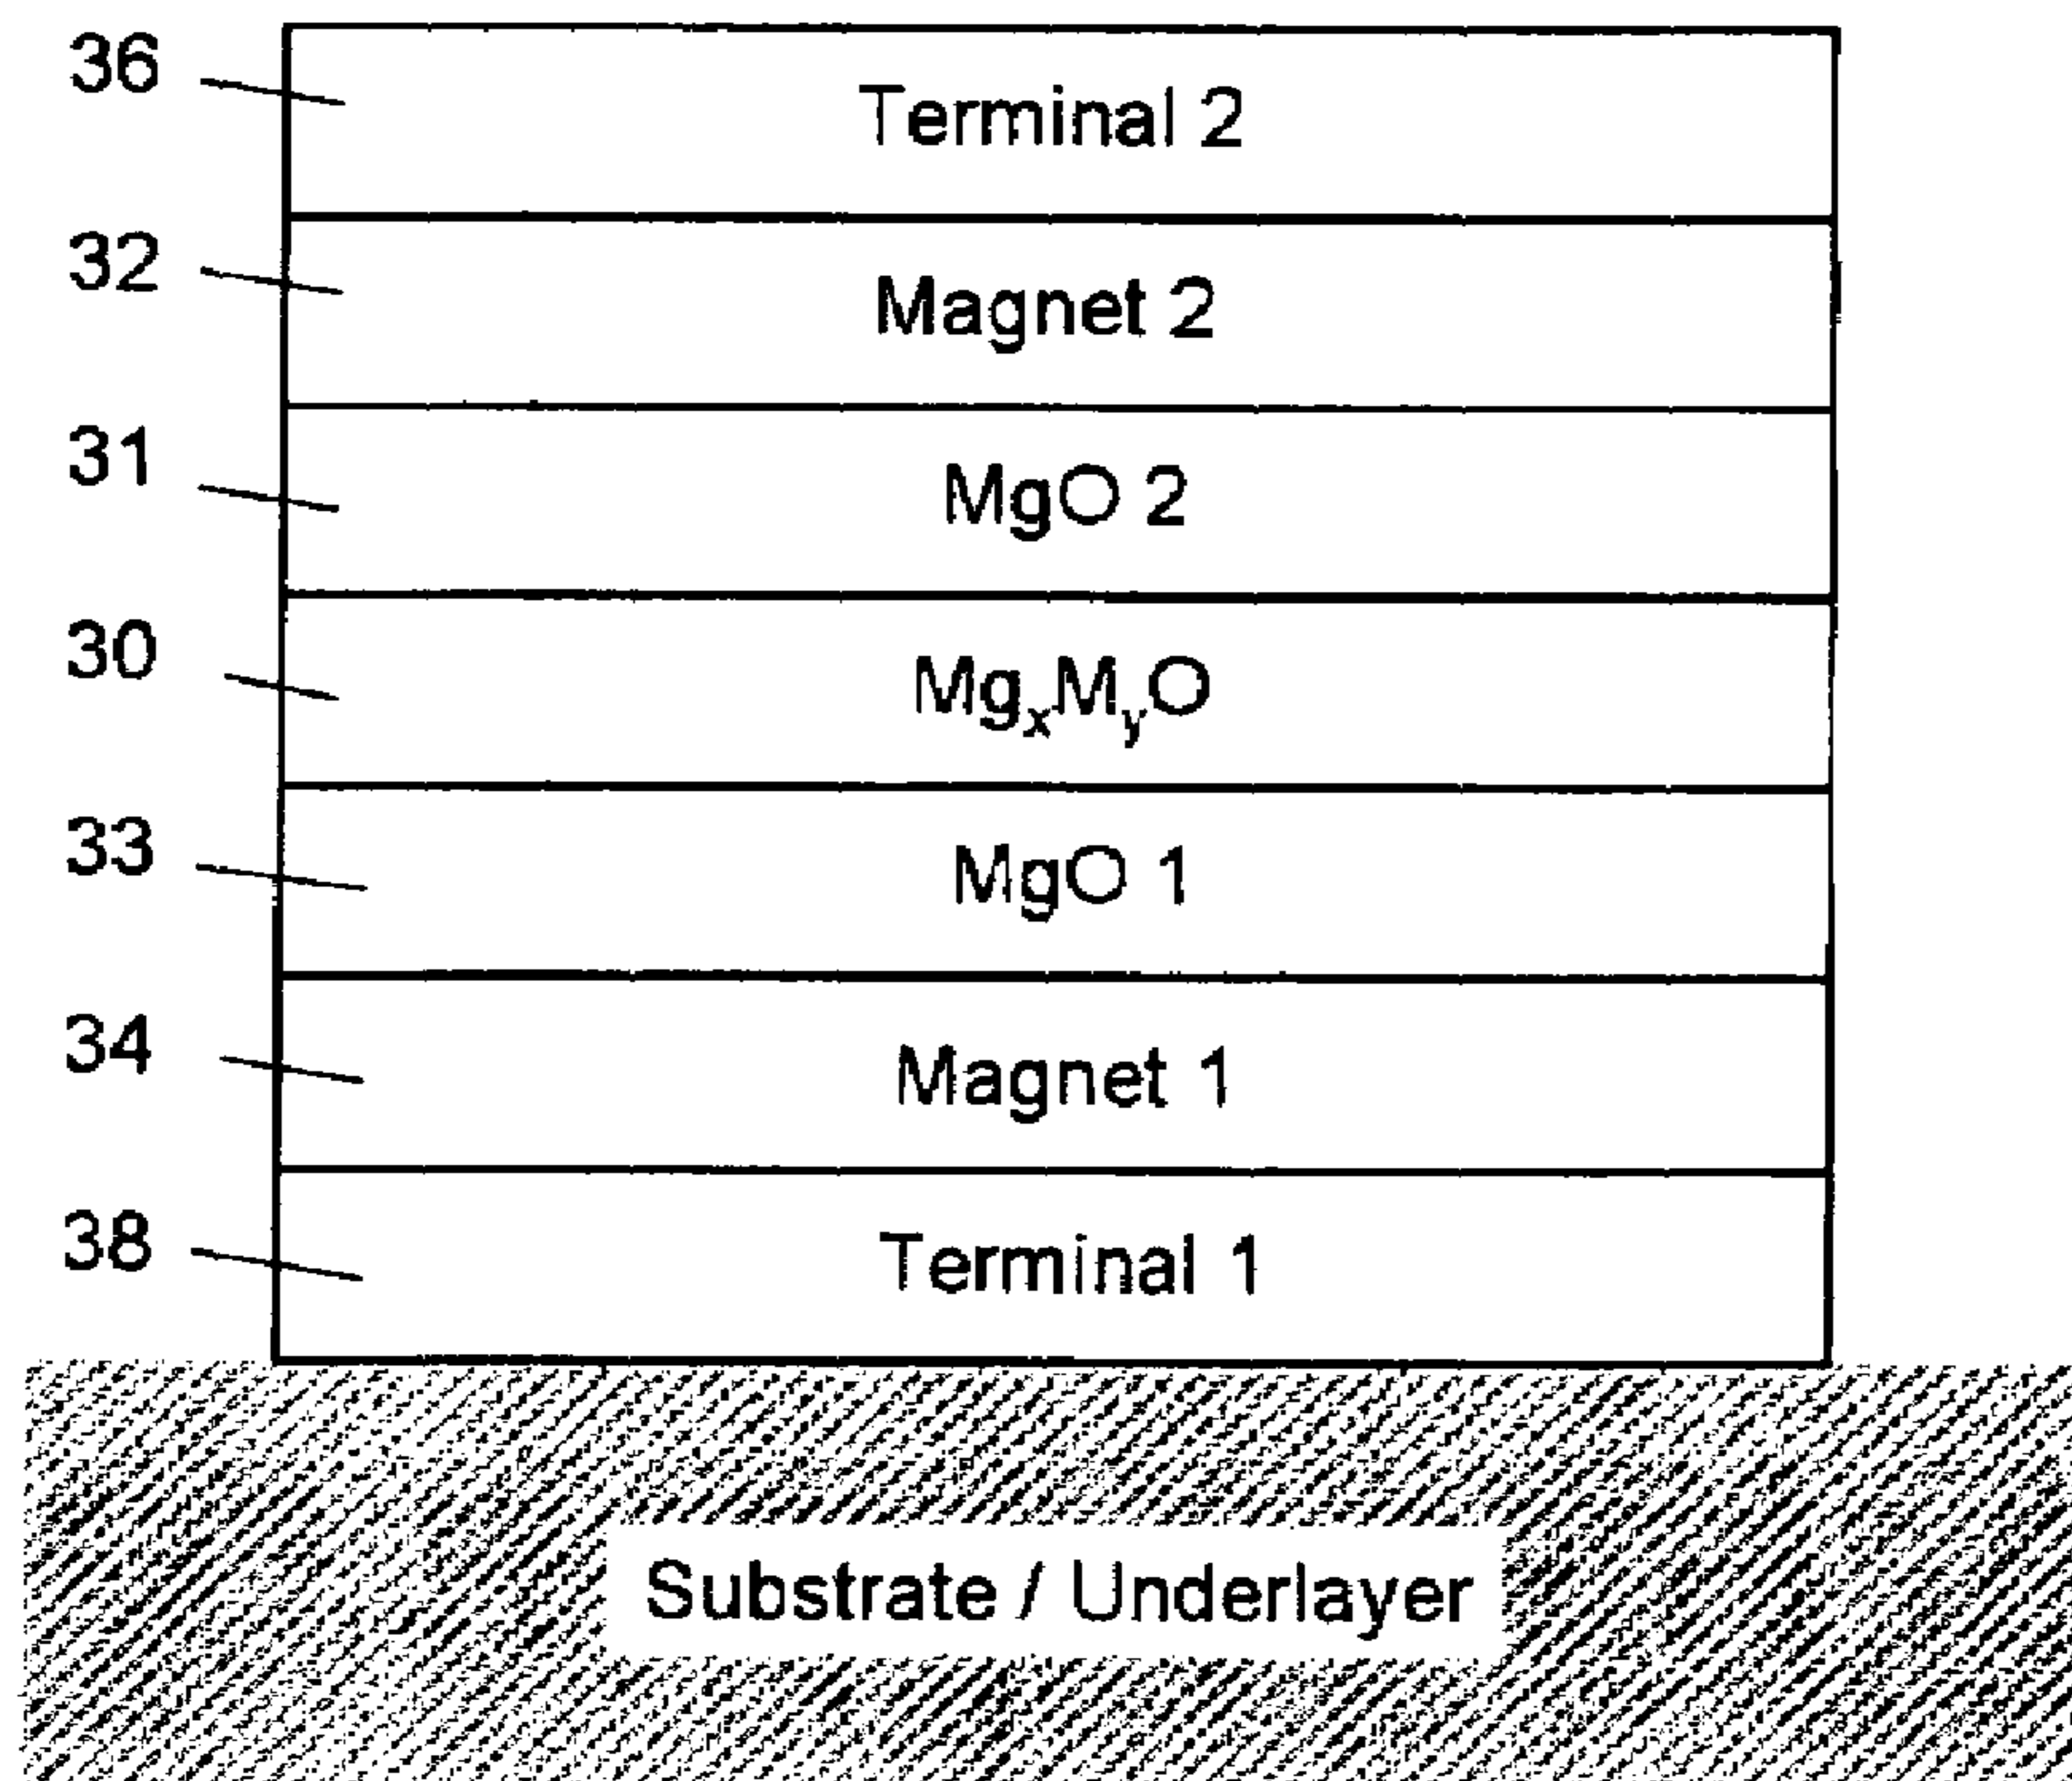 36 Terminal 2
32 Magnet 2
31 MgO 2
30 MgₓMᵧO
33 MgO 1
34 Magnet 1
38 Terminal 1
Substrate / Underlayer